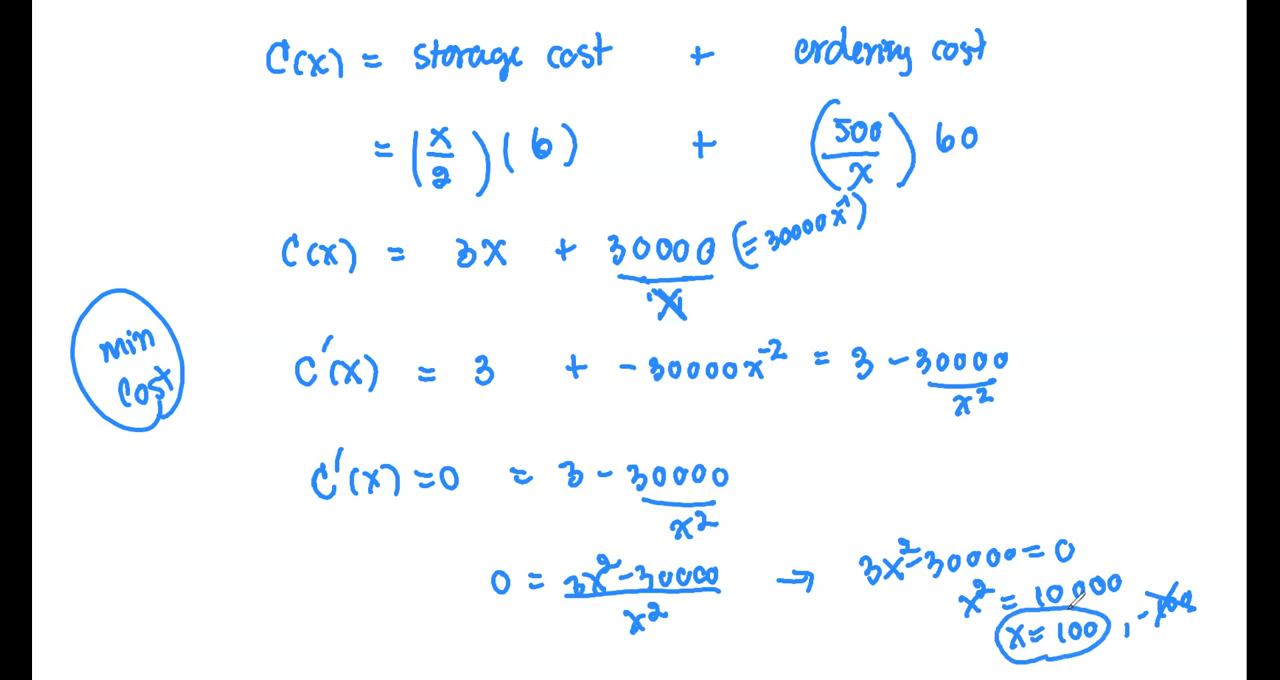 C(x) = storage cost + ordering cost
= (x/2)(6) + (500/x) 60
C(x) = 3x + 30000/x (= 30000x⁻¹)
min
cost
C'(x) = 3 + -30000x⁻² = 3 - 30000/x²
C'(x) = 0 = 3 - 30000/x²
0 = (3x² - 30000)/x² → 3x² - 30000 = 0
x² = 10000
x = 100, -100